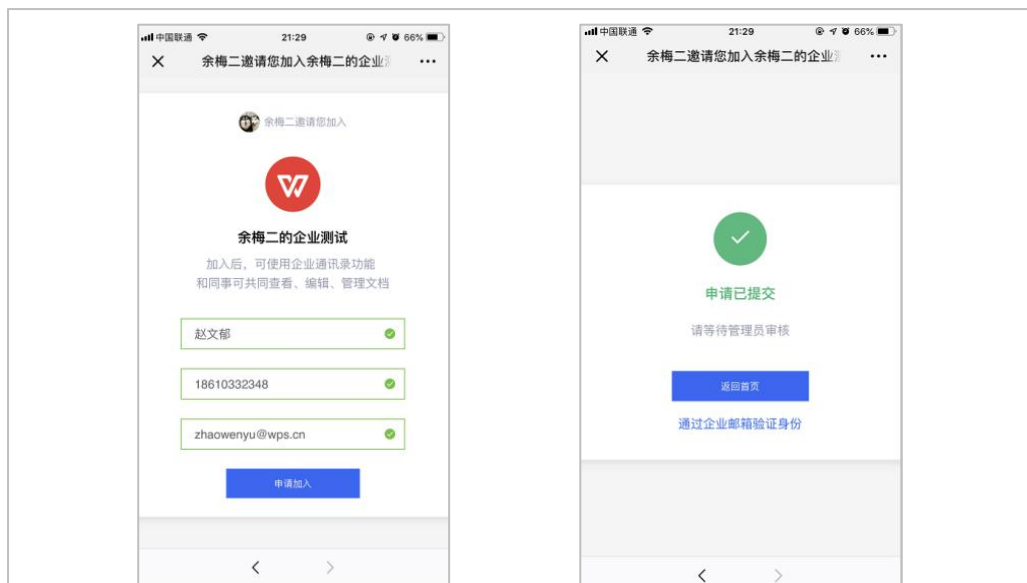 中国联通 21:29 66%
余梅二邀请您加入余梅二的企业
余梅二邀请您加入
余梅二的企业测试
加入后，可使用企业通讯录功能
和同事可共同查看、编辑、管理文档
赵文郁
18610332348
zhaowenyu@wps.cn
申请加入
中国联通 21:29 66%
余梅二邀请您加入余梅二的企业
申请已提交
请等待管理员审核
返回首页
通过企业邮箱验证身份